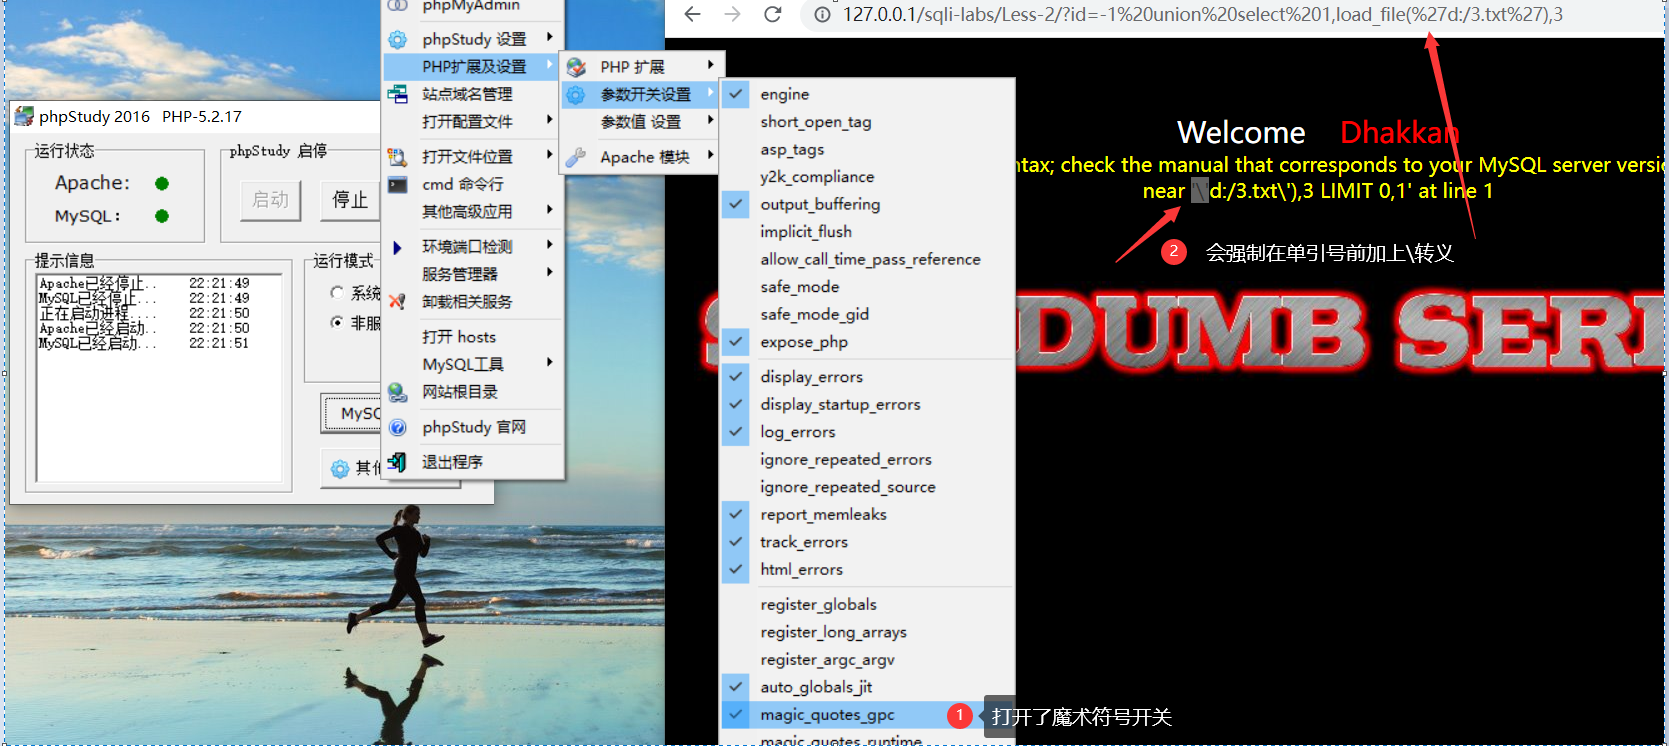 phpStudy 2016 PHP-5.2.17
运行状态
Apache:
MySQL:
phpStudy 启停
启动
停止
提示信息
Apache已经停止... 22:21:49
MySQL已经停止... 22:21:49
正在启动进程.... 22:21:50
Apache已经启动.. 22:21:50
MySQL已经启动... 22:21:51
运行模式
系统
非服
MySQ
其他
phpMyAdmin
phpStudy 设置
PHP扩展及设置
站点域名管理
打开配置文件
打开文件位置
cmd 命令行
其他高级应用
环境端口检测
服务管理器
卸载相关服务
打开 hosts
MySQL工具
网站根目录
phpStudy 官网
退出程序
PHP 扩展
参数开关设置
参数值 设置
Apache 模块
engine
short_open_tag
asp_tags
y2k_compliance
output_buffering
implicit_flush
allow_call_time_pass_reference
safe_mode
safe_mode_gid
expose_php
display_errors
display_startup_errors
log_errors
ignore_repeated_errors
ignore_repeated_source
report_memleaks
track_errors
html_errors
register_globals
register_long_arrays
register_argc_argv
auto_globals_jit
magic_quotes_gpc
magic_quotes_runtime
1 打开了魔术符号开关
127.0.0.1/sqli-labs/Less-2/?id=-1%20union%20select%201,load_file(%27d:/3.txt%27),3
Welcome Dhakkan
ntax; check the manual that corresponds to your MySQL server versio
near '\'d:/3.txt\'),3 LIMIT 0,1' at line 1
2 会强制在单引号前加上\转义
DUMB SERI